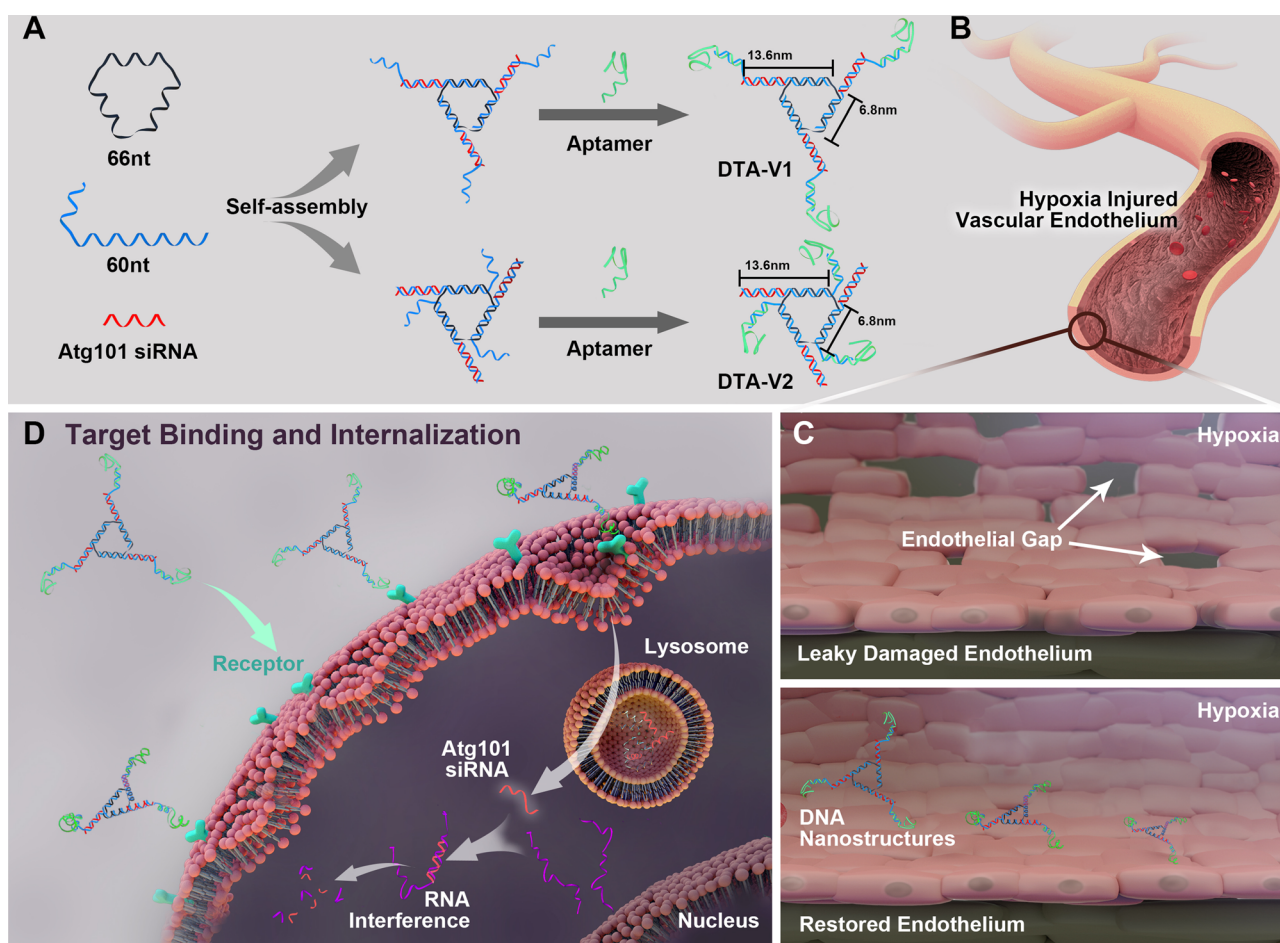 A
66nt
60nt
Atg101 siRNA
Self-assembly
Aptamer
Aptamer
13.6nm
6.8nm
DTA-V1
13.6nm
6.8nm
DTA-V2
B
Hypoxia Injured
Vascular Endothelium
D Target Binding and Internalization
Receptor
Lysosome
Atg101
siRNA
RNA
Interference
Nucleus
C
Hypoxia
Endothelial Gap
Leaky Damaged Endothelium
Hypoxia
DNA
Nanostructures
Restored Endothelium